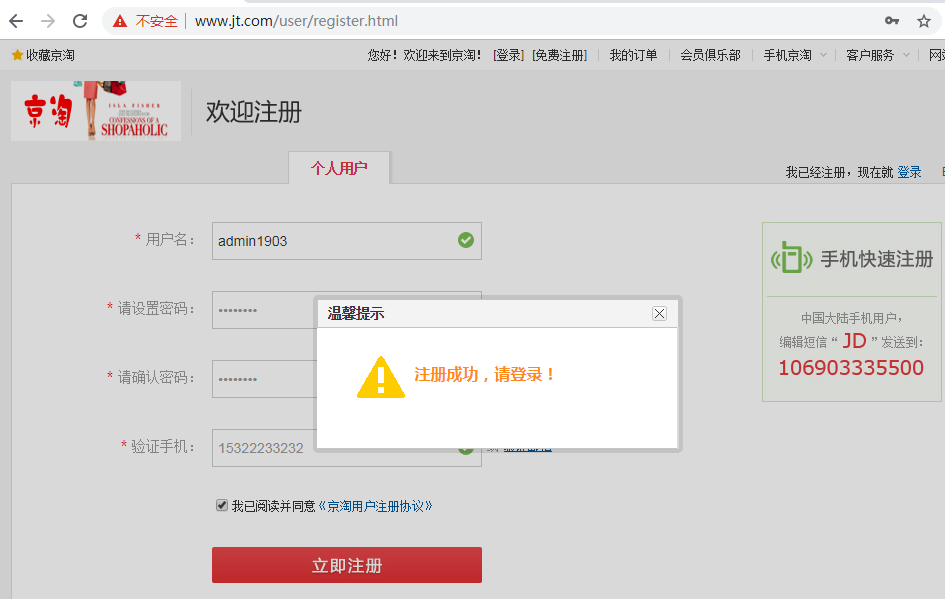 不安全 www.jt.com/user/register.html
收藏京淘 您好！欢迎来到京淘！ [登录] [免费注册] 我的订单 会员俱乐部 手机京淘 客户服务
京淘 ISLA FISHER
CONFESSIONS OF A
SHOPAHOLIC
欢迎注册
个人用户
我已经注册，现在就 登录
* 用户名： admin1903
* 请设置密码： ••••••••
* 请确认密码： ••••••••
* 验证手机： 15322233232
温馨提示
注册成功，请登录！
我已阅读并同意《京淘用户注册协议》
立即注册
手机快速注册
中国大陆手机用户，
编辑短信“ JD ”发送到：
106903335500